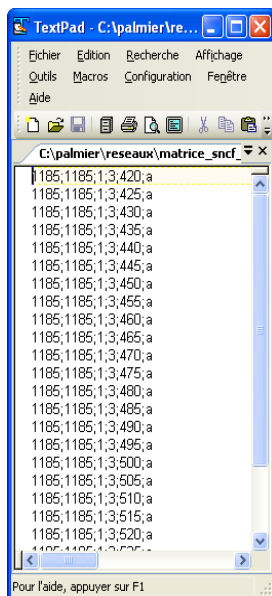 TextPad - C:\palmier\re...
Fichier Edition Recherche Affichage
Outils Macros Configuration Fenêtre
Aide
C:\palmier\reseaux\matrice_sncf_
1185;1185;1;3;420;a
1185;1185;1;3;425;a
1185;1185;1;3;430;a
1185;1185;1;3;435;a
1185;1185;1;3;440;a
1185;1185;1;3;445;a
1185;1185;1;3;450;a
1185;1185;1;3;455;a
1185;1185;1;3;460;a
1185;1185;1;3;465;a
1185;1185;1;3;470;a
1185;1185;1;3;475;a
1185;1185;1;3;480;a
1185;1185;1;3;485;a
1185;1185;1;3;490;a
1185;1185;1;3;495;a
1185;1185;1;3;500;a
1185;1185;1;3;505;a
1185;1185;1;3;510;a
1185;1185;1;3;515;a
1185;1185;1;3;520;a
Pour l'aide, appuyer sur F1